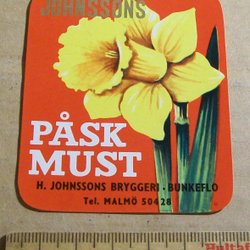 JOHNSSONS
PÅSK
MUST
H. JOHNSSONS BRYGGERI · BUNKEFLO
Tel. MALMÖ 50428